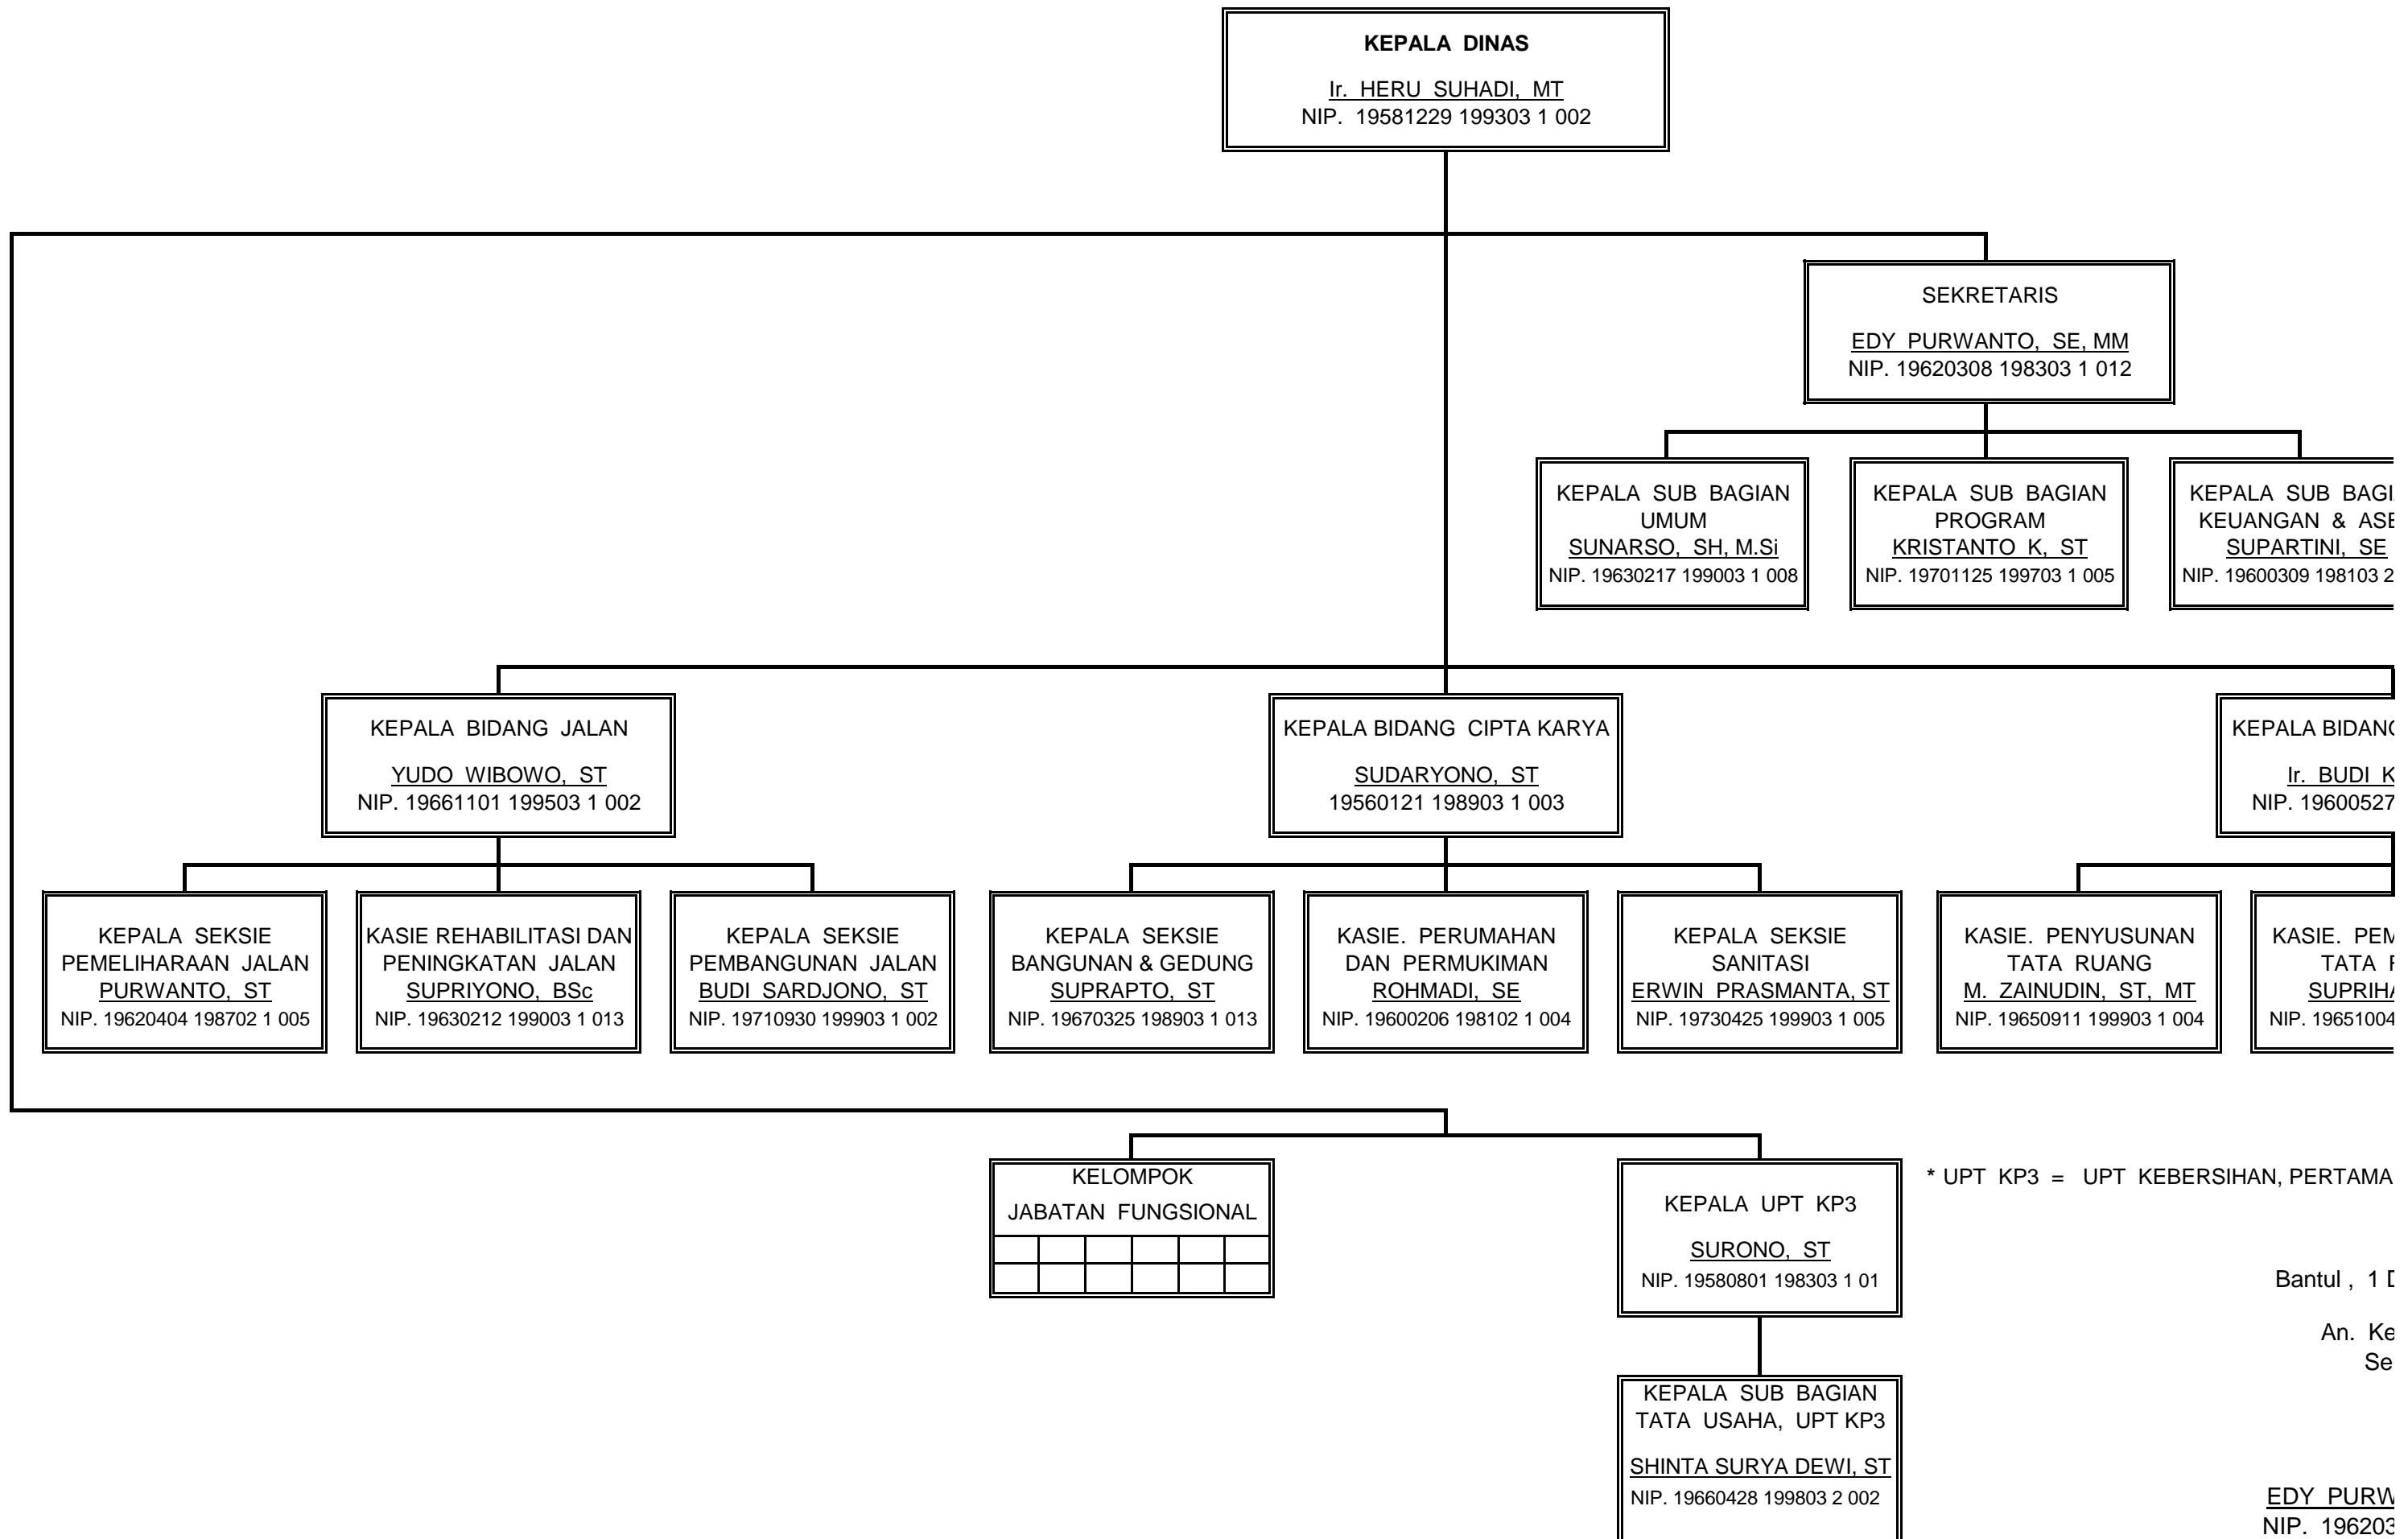 KEPALA DINAS
Ir. HERU SUHADI, MT
NIP. 19581229 199303 1 002
SEKRETARIS
EDY PURWANTO, SE, MM
NIP. 19620308 198303 1 012
KEPALA SUB BAGIAN
UMUM
SUNARSO, SH, M.Si
NIP. 19630217 199003 1 008
KEPALA SUB BAGIAN
PROGRAM
KRISTANTO K, ST
NIP. 19701125 199703 1 005
KEPALA SUB
KEUANGAN &
SUPARTINI, SE
NIP. 19600309 198103 2
KEPALA BIDANG JALAN
YUDO WIBOWO, ST
NIP. 19661101 199503 1 002
KEPALA BIDANG CIPTA KARYA
SUDARYONO, ST
19560121 198903 1 003
KEPALA
Ir. BUDI
NIP. 19600527
KEPALA SEKSIE
PEMELIHARAAN JALAN
PURWANTO, ST
NIP. 19620404 198702 1 005
KASIE REHABILITASI DAN
PENINGKATAN JALAN
SUPRIYONO, BSc
NIP. 19630212 199003 1 013
KEPALA SEKSIE
PEMBANGUNAN JALAN
BUDI SARDJONO, ST
NIP. 19710930 199903 1 002
KEPALA SEKSIE
BANGUNAN & GEDUNG
SUPRAPTO, ST
NIP. 19670325 198903 1 013
KASIE. PERUMAHAN
DAN PERMUKIMAN
ROHMADI, SE
NIP. 19600206 198102 1 004
KEPALA SEKSIE
SANITASI
ERWIN PRASMANTA, ST
NIP. 19730425 199903 1 005
KASIE. PENYUSUNAN
TATA RUANG
M. ZAINUDIN, ST, MT
NIP. 19650911 199903 1 004
KASIE.
TATA
NIP. 19651004
KELOMPOK
JABATAN FUNGSIONAL
KEPALA UPT KP3
SURONO, ST
NIP. 19580801 198303 1 01
* UPT KP3 = UPT KEBERSIHAN, PERTAMA
KEPALA SUB BAGIAN
TATA USAHA, UPT KP3
SHINTA SURYA DEWI, ST
NIP. 19660428 199803 2 002
Bantul , 1
An.
EDY
NIP.